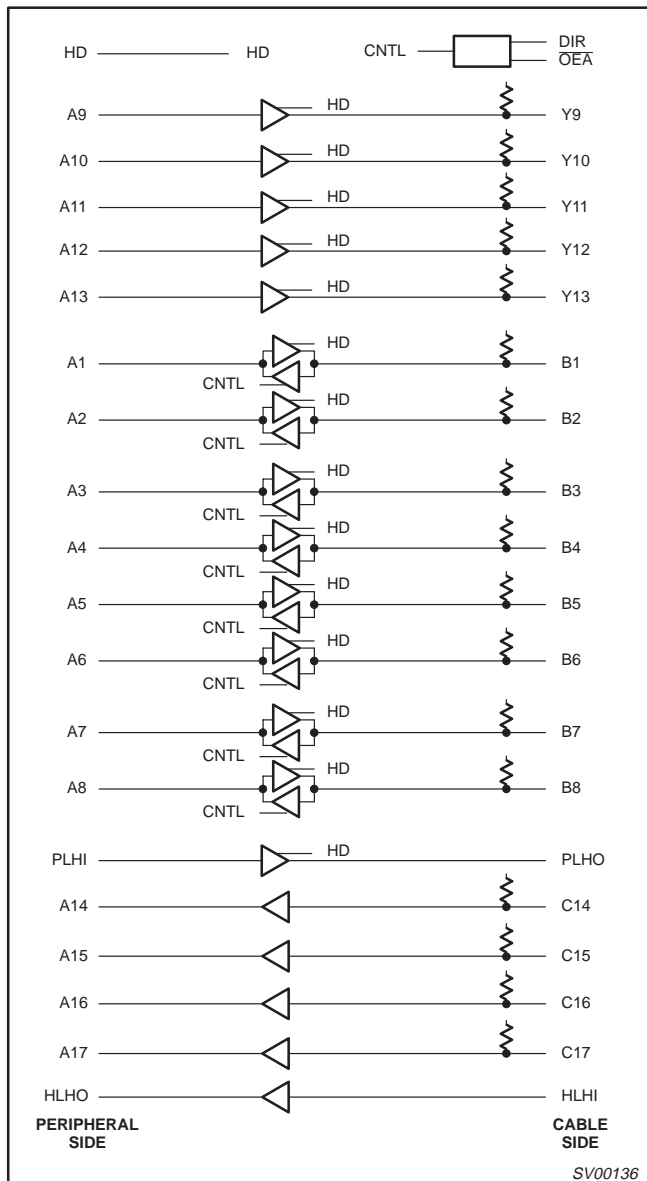 HD HD CNTL DIR
OEA
A9 HD Y9
A10 HD Y10
A11 HD Y11
A12 HD Y12
A13 HD Y13
A1 HD B1
CNTL
A2 HD B2
CNTL
A3 HD B3
CNTL
A4 HD B4
CNTL
A5 HD B5
CNTL
A6 HD B6
CNTL
A7 HD B7
CNTL
A8 HD B8
CNTL
PLHI HD PLHO
A14 C14
A15 C15
A16 C16
A17 C17
HLHO HLHI
PERIPHERAL CABLE
SIDE SIDE
SV00136